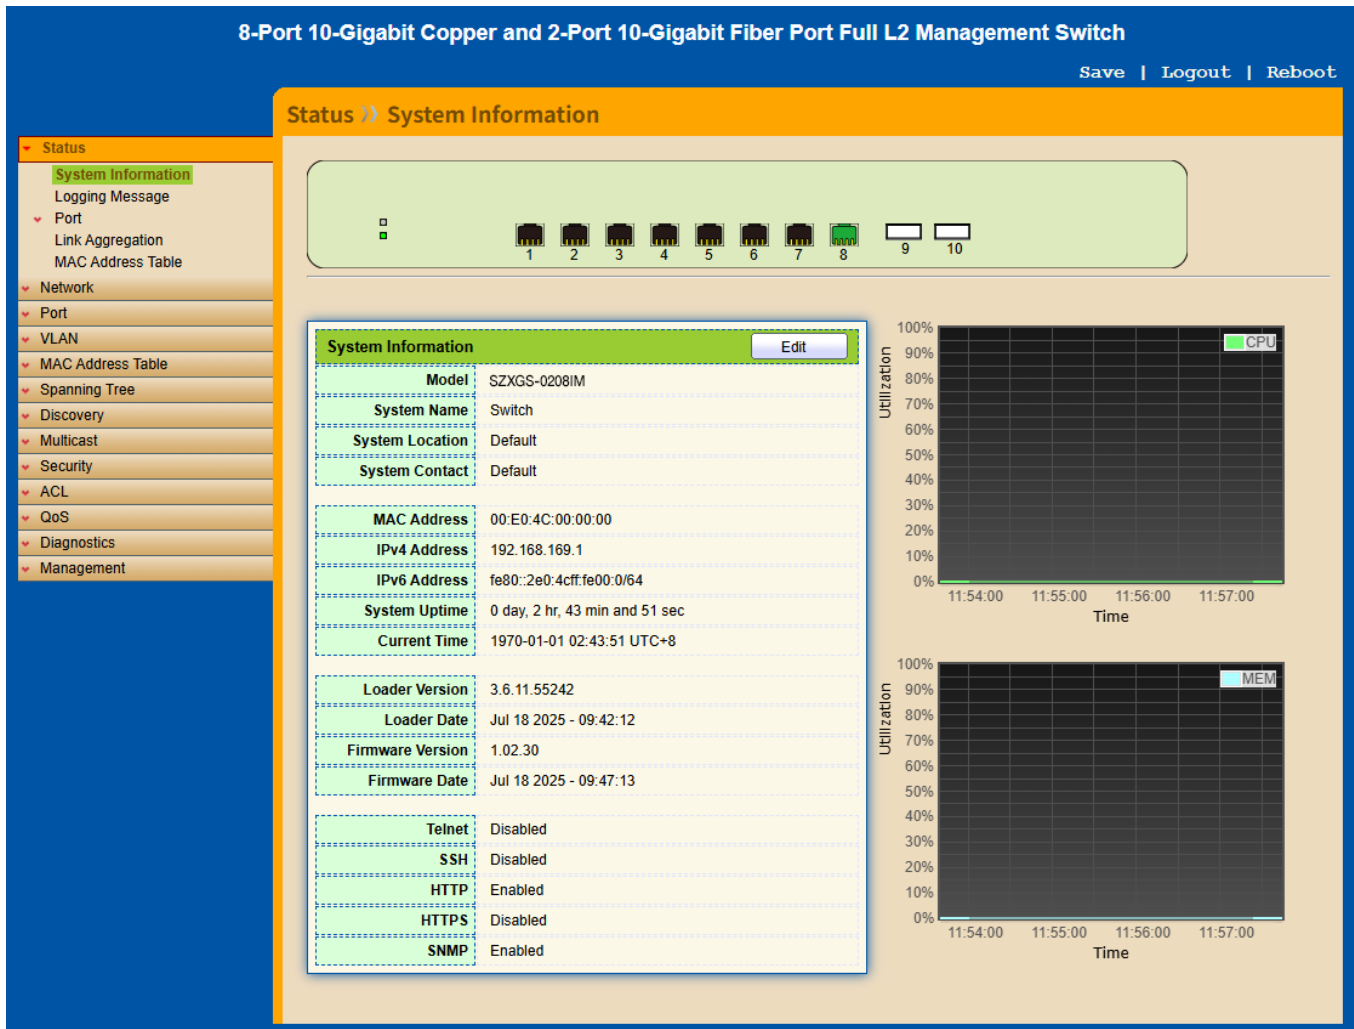 8-Port 10-Gigabit Copper and 2-Port 10-Gigabit Fiber Port Full L2 Management Switch
Save | Logout | Reboot
Status » System Information
Status
System Information
Logging Message
Port
Link Aggregation
MAC Address Table
Network
Port
VLAN
MAC Address Table
Spanning Tree
Discovery
Multicast
Security
ACL
QoS
Diagnostics
Management
1 2 3 4 5 6 7 8 9 10
System Information Edit
Model SZXGS-0208IM
System Name Switch
System Location Default
System Contact Default
MAC Address 00:E0:4C:00:00:00
IPv4 Address 192.168.169.1
IPv6 Address fe80::2e0:4cff:fe00:0/64
System Uptime 0 day, 2 hr, 43 min and 51 sec
Current Time 1970-01-01 02:43:51 UTC+8
Loader Version 3.6.11.55242
Loader Date Jul 18 2025 - 09:42:12
Firmware Version 1.02.30
Firmware Date Jul 18 2025 - 09:47:13
Telnet Disabled
SSH Disabled
HTTP Enabled
HTTPS Disabled
SNMP Enabled
Utilization
100%
90%
80%
70%
60%
50%
40%
30%
20%
10%
0%
CPU
11:54:00 11:55:00 11:56:00 11:57:00
Time
Utilization
100%
90%
80%
70%
60%
50%
40%
30%
20%
10%
0%
MEM
11:54:00 11:55:00 11:56:00 11:57:00
Time